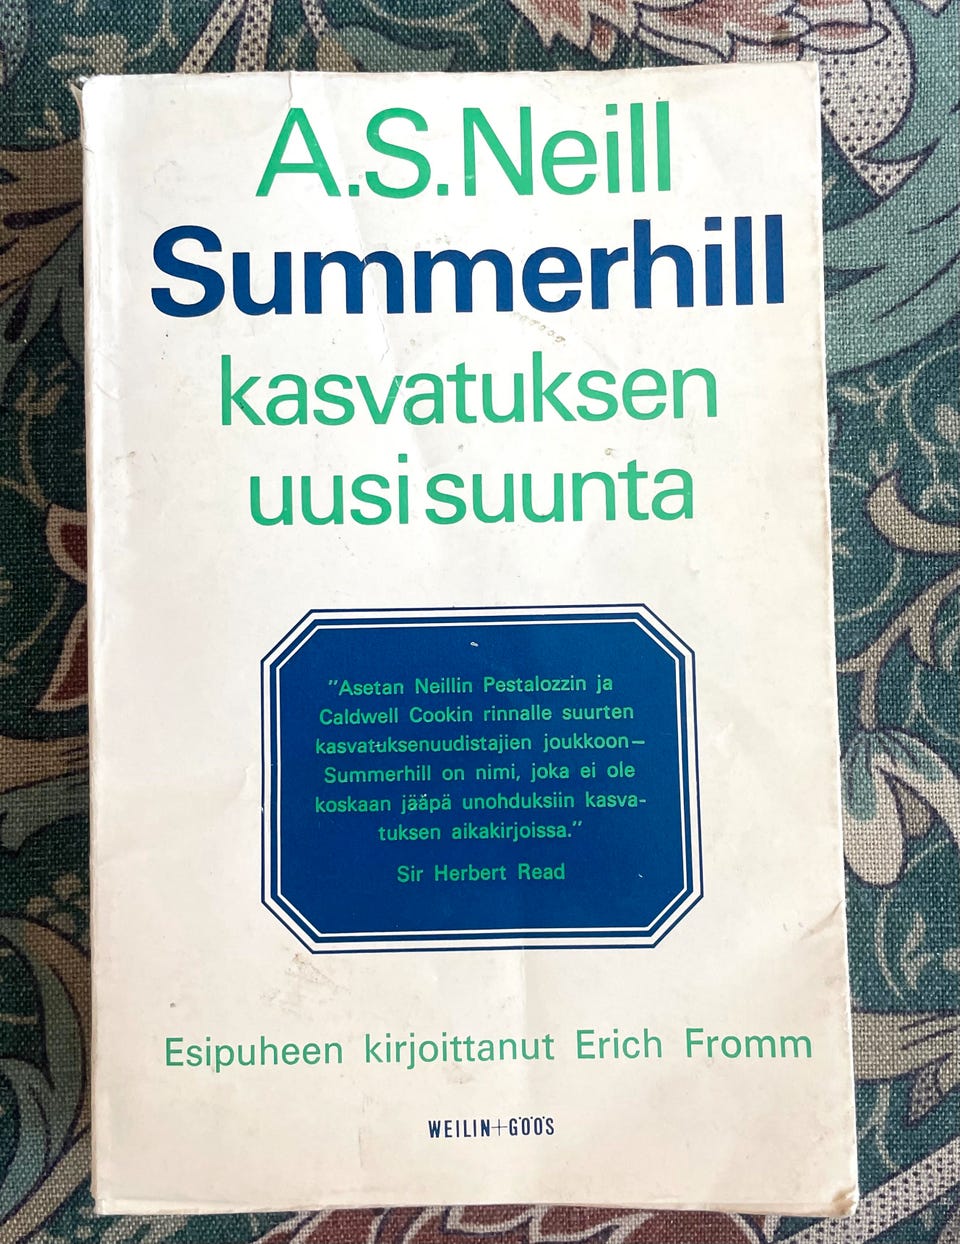 A.S. Neill
Summerhill
kasvatuksen
uusi suunta
"Asetan Neillin Pestalozzin ja
Caldwell Cookin rinnalle suurten
kasvatuksenuudistajien joukkoon—
Summerhill on nimi, joka ei ole
koskaan jääpä unohduksiin kasva-
tuksen aikakirjoissa."
Sir Herbert Read
Esipuheen kirjoittanut Erich Fromm
WEILIN+GÖÖS